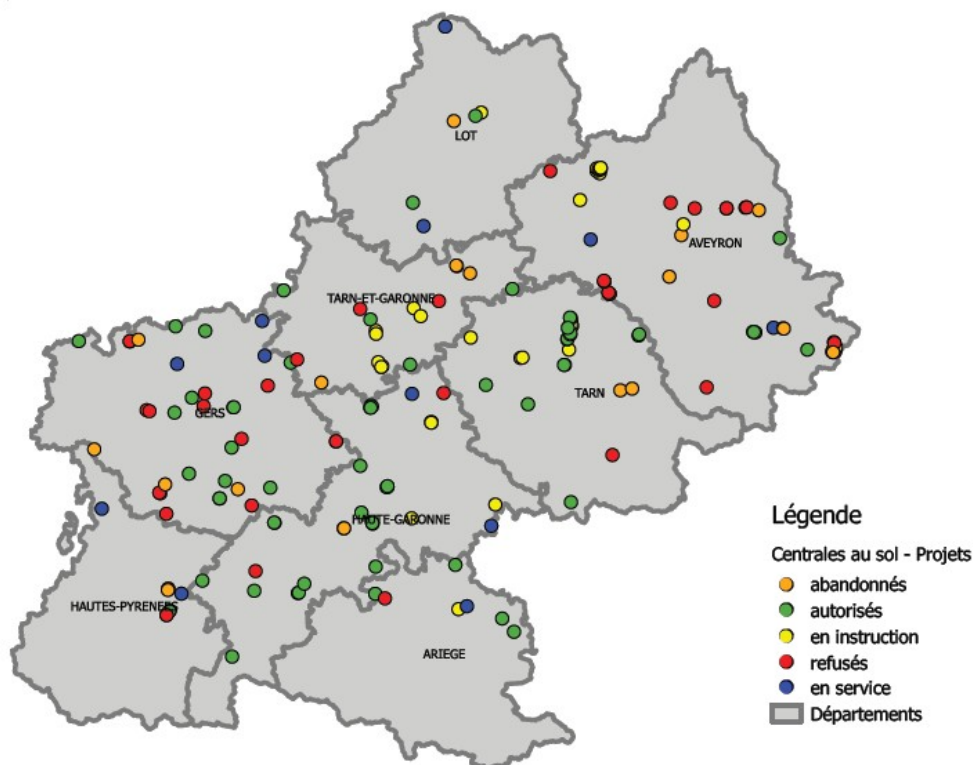 LOT
AVEYRON
TARN-ET-GARONNE
TARN
GERS
HAUTE-GARONNE
HAUTES-PYRENEES
ARIEGE
Légende
Centrales au sol - Projets
abandonnés
autorisés
en instruction
refusés
en service
Départements